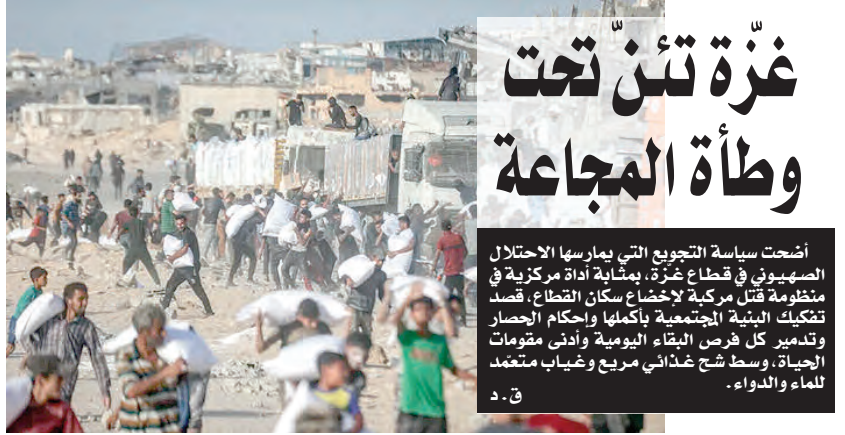 غزّة تئنّ تحت
وطأة المجاعة
أضحت سياسة التجويع التي يمارسها الاحتلال
الصهيوني في قطاع غزّة، بمثابة أداة مركزية في
منظومة قتل مركبة لإخضاع سكان القطاع، قصد
تفكيك البنية المجتمعية بأكملها وإحكام الحصار
وتدمير كل فرص البقاء اليومية وأدنى مقومات
الحياة، وسط شح غذائي مريع وغياب متعمّد
للماء والدواء.
ق. د